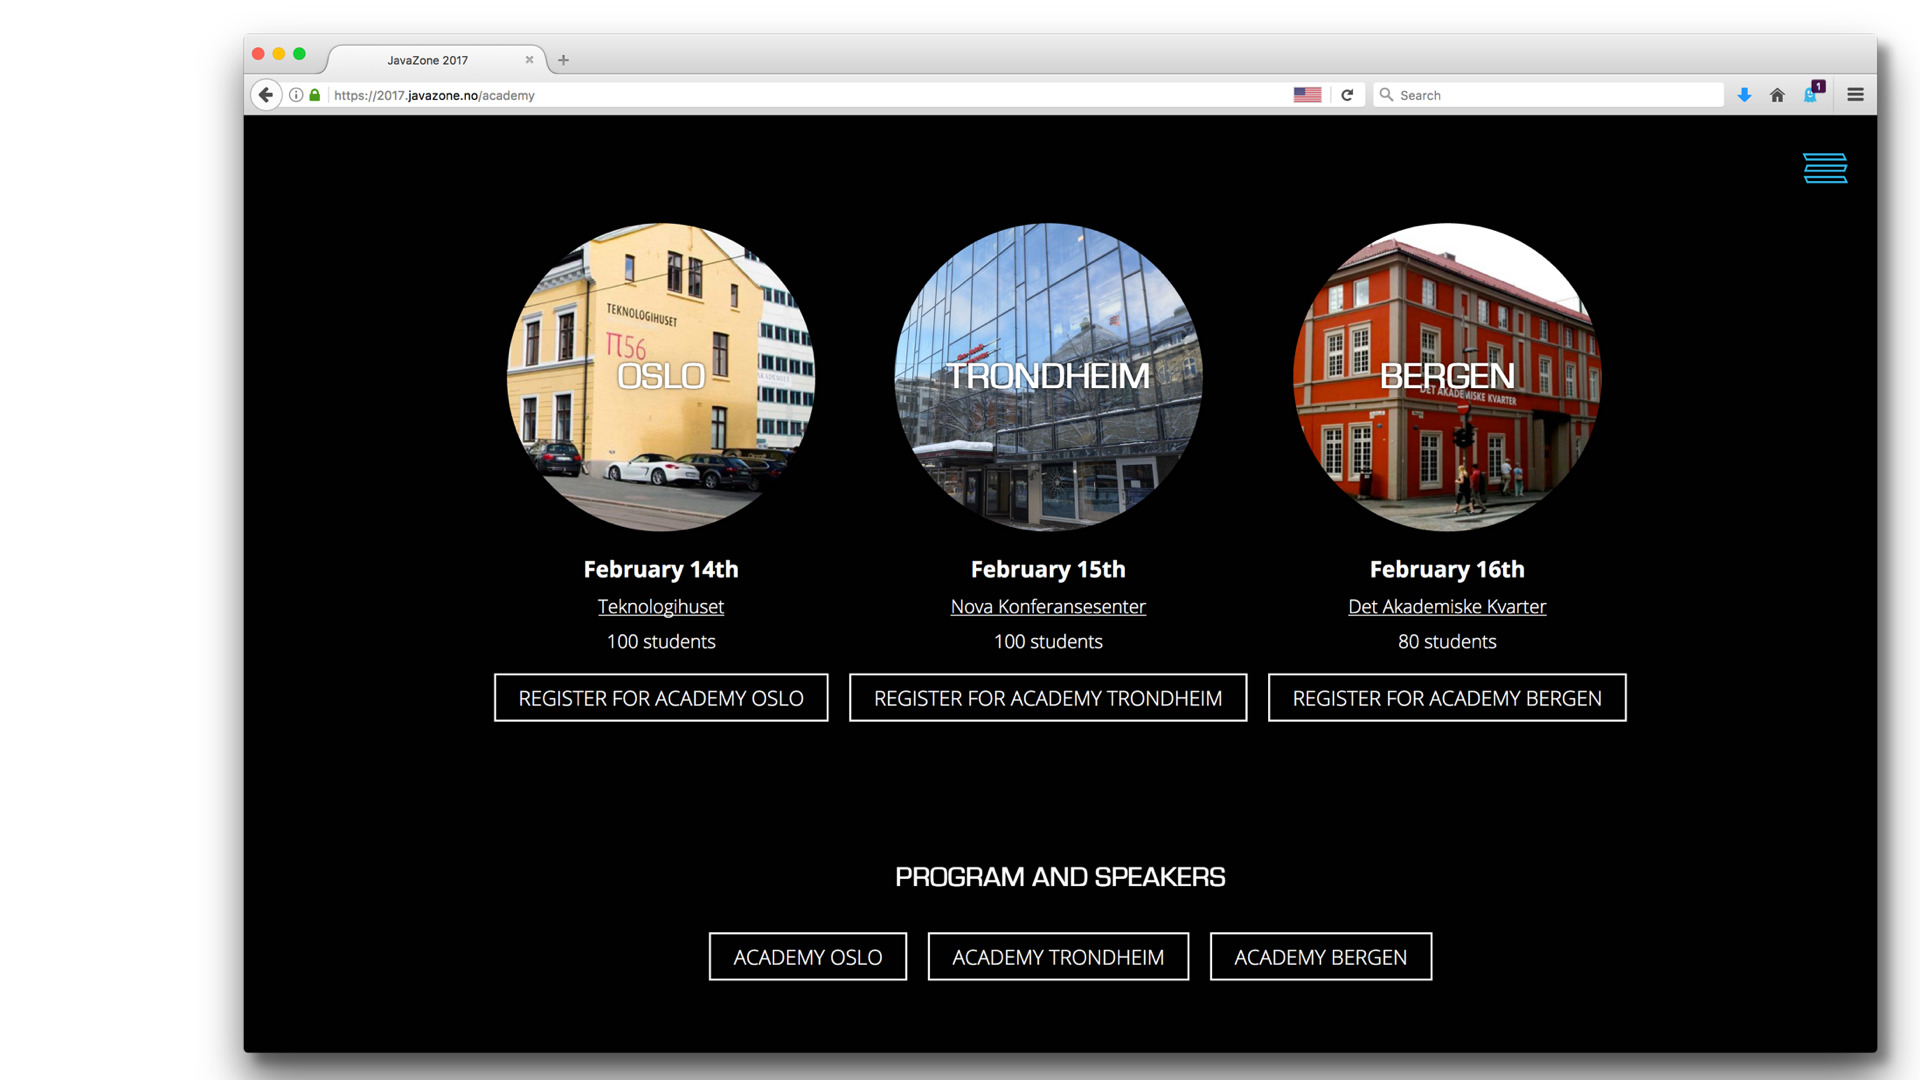 JavaZone 2017
https://2017.javazone.no/academy
Search
1
TEKNOLOGIHUSET
π56
OSLO
TRONDHEIM
BERGEN
DET AKADEMISKE KVARTER
February 14th
February 15th
February 16th
Teknologihuset
Nova Konferansesenter
Det Akademiske Kvarter
100 students
100 students
80 students
REGISTER FOR ACADEMY OSLO
REGISTER FOR ACADEMY TRONDHEIM
REGISTER FOR ACADEMY BERGEN
PROGRAM AND SPEAKERS
ACADEMY OSLO
ACADEMY TRONDHEIM
ACADEMY BERGEN